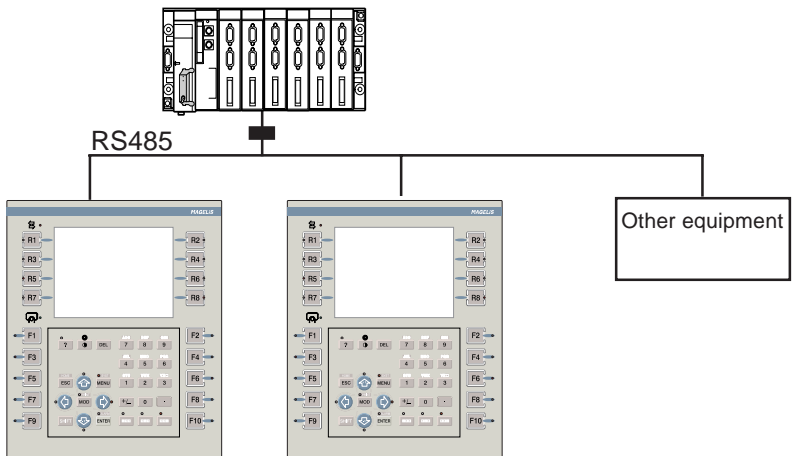 RS485
MAGELIS
MAGELIS
Other equipment
R1 R2
R3 R4
R5 R6
R7 R8
F1 F2
F3 F4
F5 F6
F7 F8
F9 F10
? DEL 7 8 9
4 5 6
ESC MENU 1 2 3
MOD +/_ 0 .
ENTER
R1 R2
R3 R4
R5 R6
R7 R8
F1 F2
F3 F4
F5 F6
F7 F8
F9 F10
? DEL 7 8 9
4 5 6
ESC MENU 1 2 3
MOD +/_ 0 .
ENTER